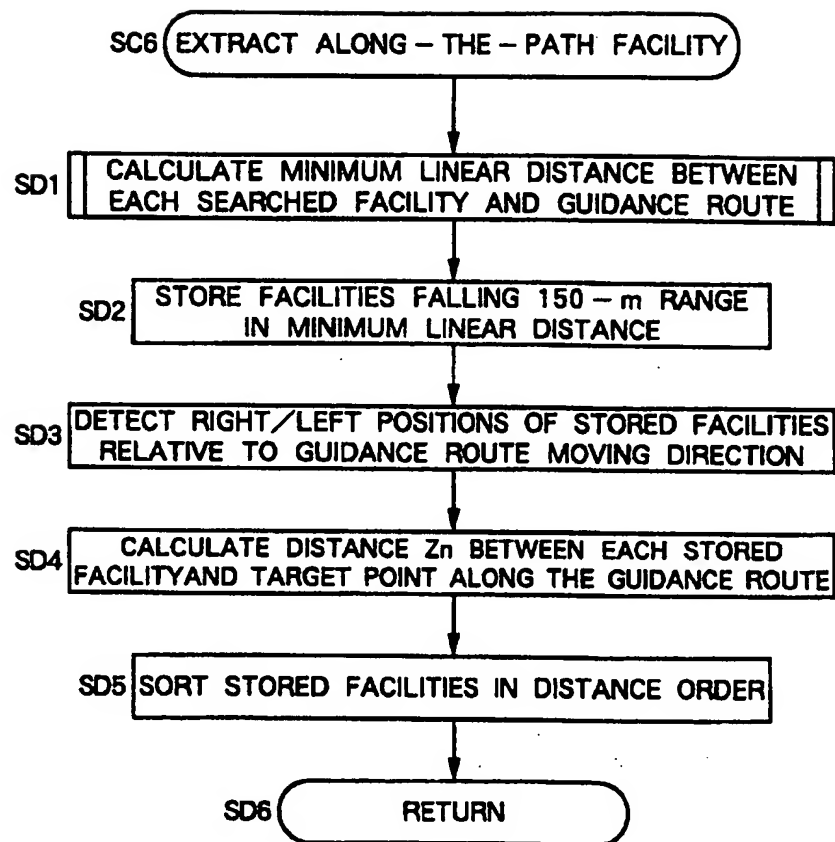 SC6 EXTRACT ALONG-THE-PATH FACILITY
SD1 CALCULATE MINIMUM LINEAR DISTANCE BETWEEN
EACH SEARCHED FACILITY AND GUIDANCE ROUTE
SD2 STORE FACILITIES FALLING 150-m RANGE
IN MINIMUM LINEAR DISTANCE
SD3 DETECT RIGHT/LEFT POSITIONS OF STORED FACILITIES
RELATIVE TO GUIDANCE ROUTE MOVING DIRECTION
SD4 CALCULATE DISTANCE Zn BETWEEN EACH STORED
FACILITYAND TARGET POINT ALONG THE GUIDANCE ROUTE
SD5 SORT STORED FACILITIES IN DISTANCE ORDER
SD6 RETURN